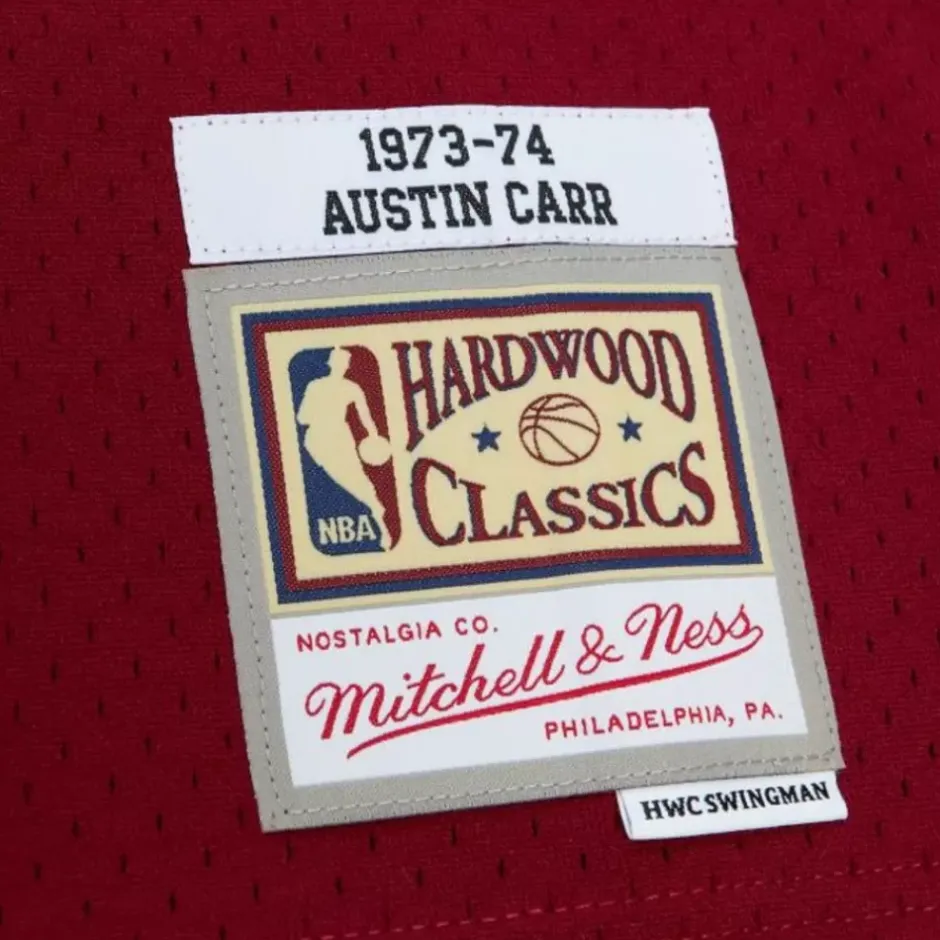 1973-74
AUSTIN CARR
HARDWOOD
CLASSICS
NBA
NOSTALGIA CO.
Mitchell & Ness
PHILADELPHIA, PA.
HWC SWINGMAN